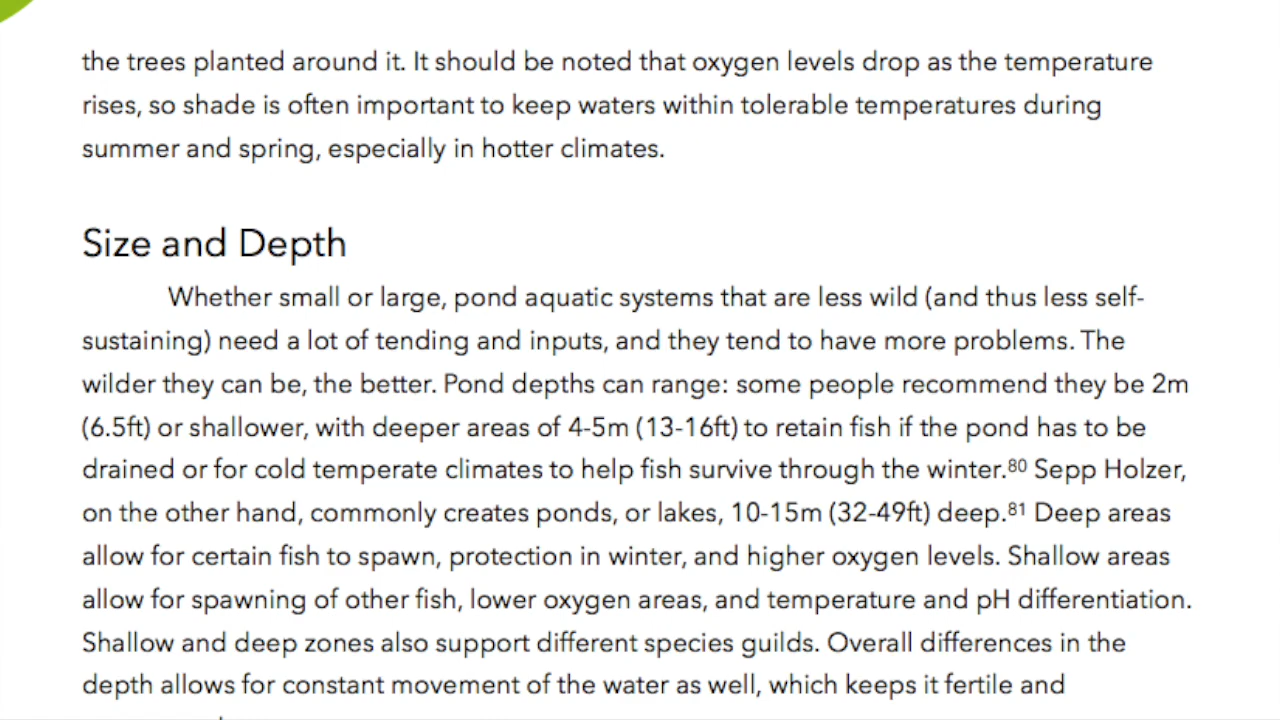 the trees planted around it. It should be noted that oxygen levels drop as the temperature
rises, so shade is often important to keep waters within tolerable temperatures during
summer and spring, especially in hotter climates.
Size and Depth
Whether small or large, pond aquatic systems that are less wild (and thus less self-
sustaining) need a lot of tending and inputs, and they tend to have more problems. The
wilder they can be, the better. Pond depths can range: some people recommend they be 2m
(6.5ft) or shallower, with deeper areas of 4-5m (13-16ft) to retain fish if the pond has to be
drained or for cold temperate climates to help fish survive through the winter.⁸⁰ Sepp Holzer,
on the other hand, commonly creates ponds, or lakes, 10-15m (32-49ft) deep.⁸¹ Deep areas
allow for certain fish to spawn, protection in winter, and higher oxygen levels. Shallow areas
allow for spawning of other fish, lower oxygen areas, and temperature and pH differentiation.
Shallow and deep zones also support different species guilds. Overall differences in the
depth allows for constant movement of the water as well, which keeps it fertile and